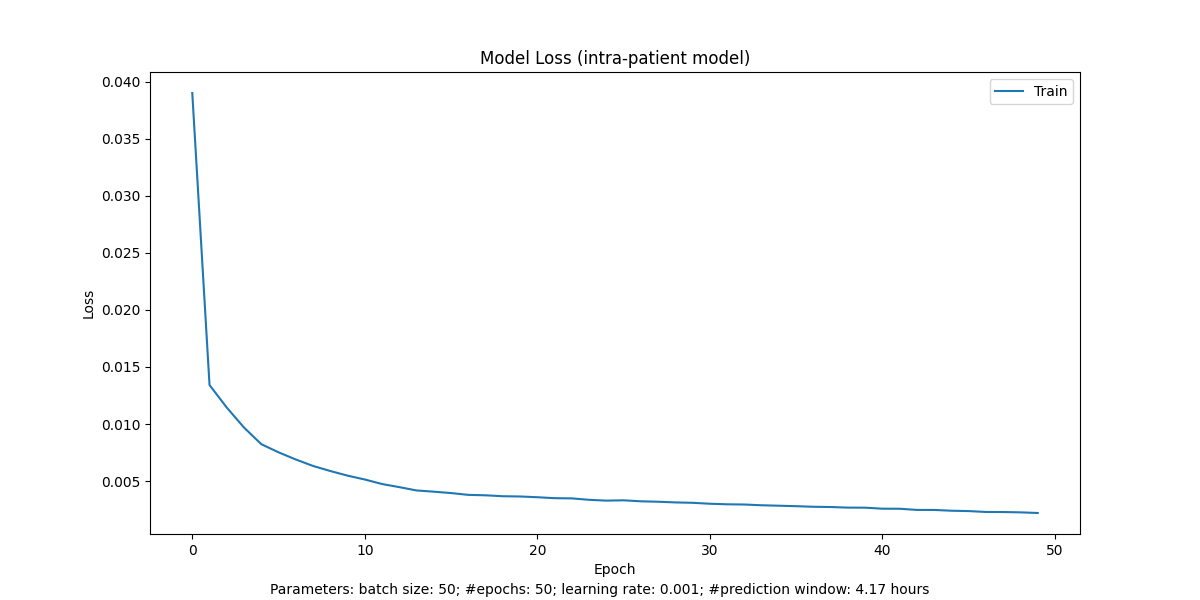 Model Loss (intra-patient model)
Train
0.040
0.035
0.030
0.025
0.020
0.015
0.010
0.005
Loss
0 10 20 30 40 50
Epoch
Parameters: batch size: 50; #epochs: 50; learning rate: 0.001; #prediction window: 4.17 hours